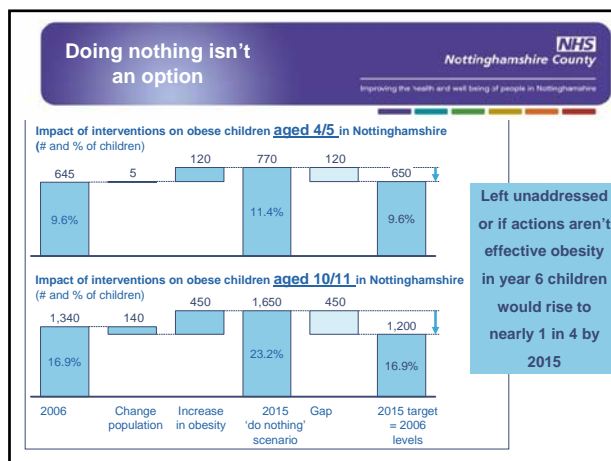 Doing nothing isn't
an option
NHS
Nottinghamshire County
Improving the health and well being of people in Nottinghamshire
Impact of interventions on obese children aged 4/5 in Nottinghamshire
(# and % of children)
645 5 120 770 120 650
9.6% 11.4% 9.6%
Impact of interventions on obese children aged 10/11 in Nottinghamshire
(# and % of children)
1,340 140 450 1,650 450 1,200
16.9% 23.2% 16.9%
2006 Change Increase 2015 Gap 2015 target
population in obesity 'do nothing' = 2006
scenario levels
Left unaddressed
or if actions aren't
effective obesity
in year 6 children
would rise to
nearly 1 in 4 by
2015